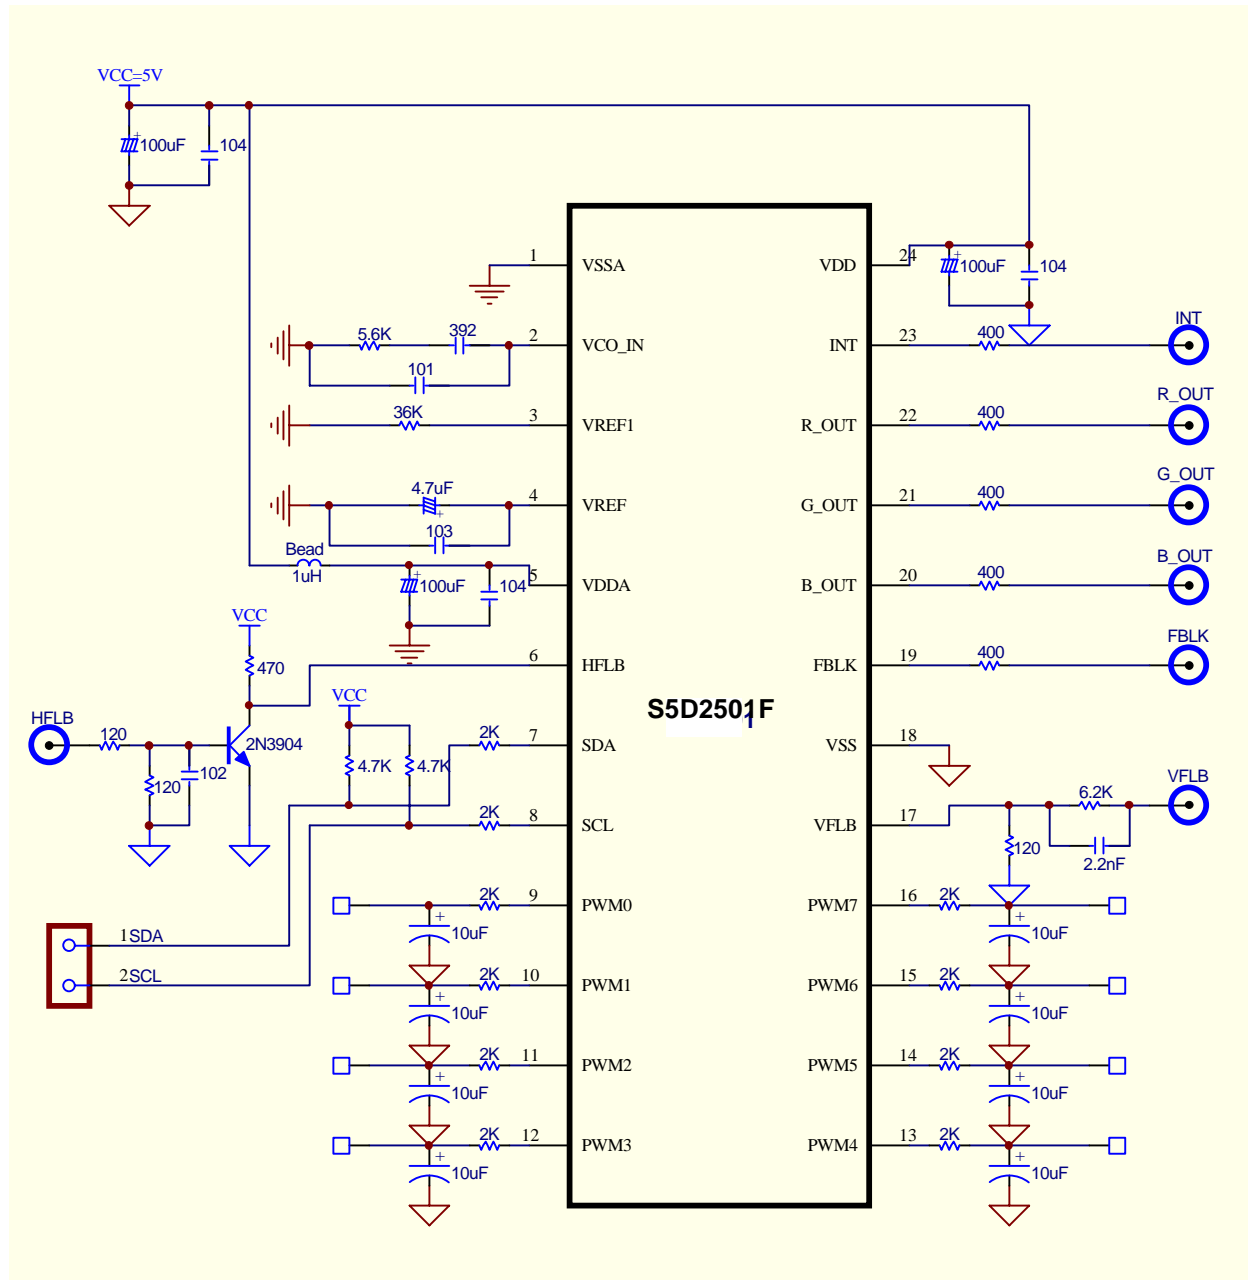 VCC=5V
+
100uF
104
1
VSSA
VDD
24
+
100uF
104
5.6K
392
2
VCO_IN
INT
23
400
INT
101
36K
3
VREF1
R_OUT
22
400
R_OUT
4.7uF
+
4
VREF
G_OUT
21
400
G_OUT
103
Bead
1uH
+
100uF
104
5
VDDA
B_OUT
20
400
B_OUT
VCC
470
6
HFLB
FBLK
19
400
FBLK
VCC
S5D2501F
1
HFLB
120
2N3904
120
102
4.7K
4.7K
2K
7
SDA
VSS
18
2K
8
SCL
VFLB
17
120
6.2K
2.2nF
VFLB
2K
9
PWM0
PWM7
16
2K
+
10uF
+
10uF
1 SDA
2 SCL
2K
10
PWM1
PWM6
15
2K
+
10uF
+
10uF
2K
11
PWM2
PWM5
14
2K
+
10uF
+
10uF
2K
12
PWM3
PWM4
13
2K
+
10uF
+
10uF